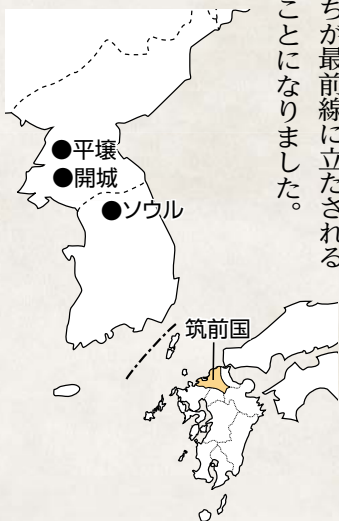 ちが最前線に立たされる
ことになりました。
●平壌
●開城
●ソウル
筑前国